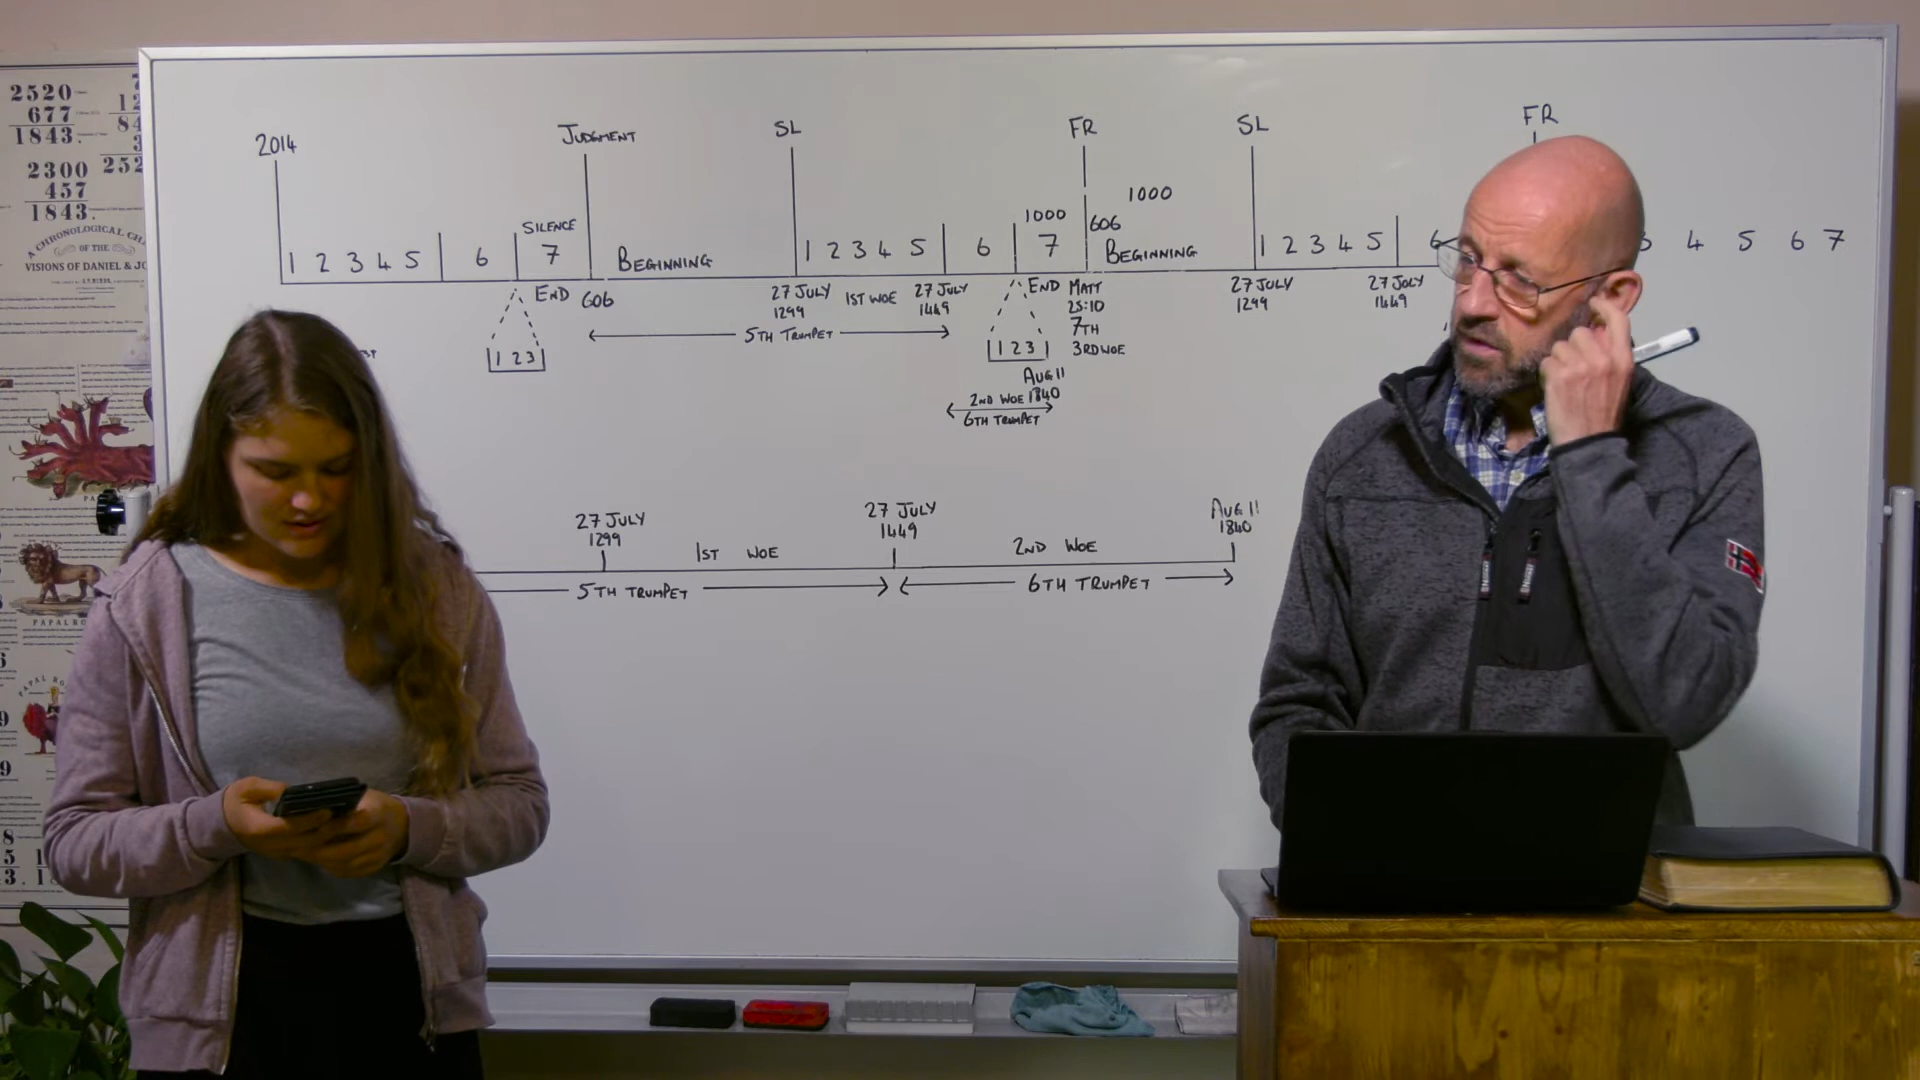 2520
677
1843.
2300
457
1843.
252
A CHRONOLOGICAL
OF THE
VISIONS OF DANIEL & JO
2014
JUDGMENT
SL
FR
SL
FR
1 2 3 4 5 6 SILENCE 7
BEGINNING
1 2 3 4 5 6 1000 7
606
1000
BEGINNING
1 2 3 4 5 6
4 5 6 7
END 606
27 JULY
1299
1ST WOE
27 JULY
1449
5TH TRUMPET
1 2 3
END
1 2 3
AUG 11
1840
2ND WOE
6TH TRUMPET
MATT
25:10
7TH
3RD WOE
27 JULY
1299
27 JULY
1449
27 JULY
1299
1ST WOE
27 JULY
1449
2ND WOE
AUG 11
1840
5TH TRUMPET
6TH TRUMPET